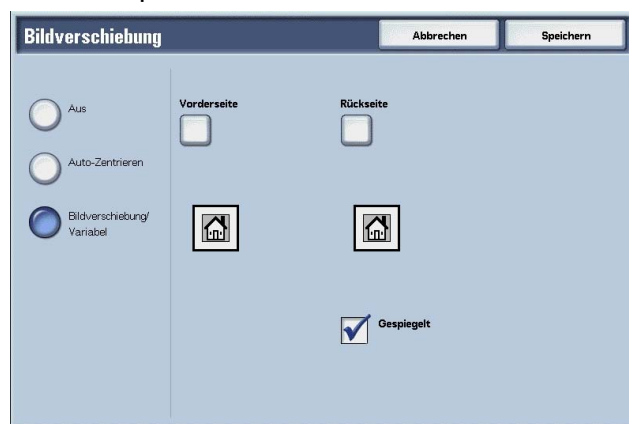 Bildverschiebung
Abbrechen
Speichern
Aus
Auto-Zentrieren
Bildverschiebung/
Variabel
Vorderseite
Rückseite
Gespiegelt